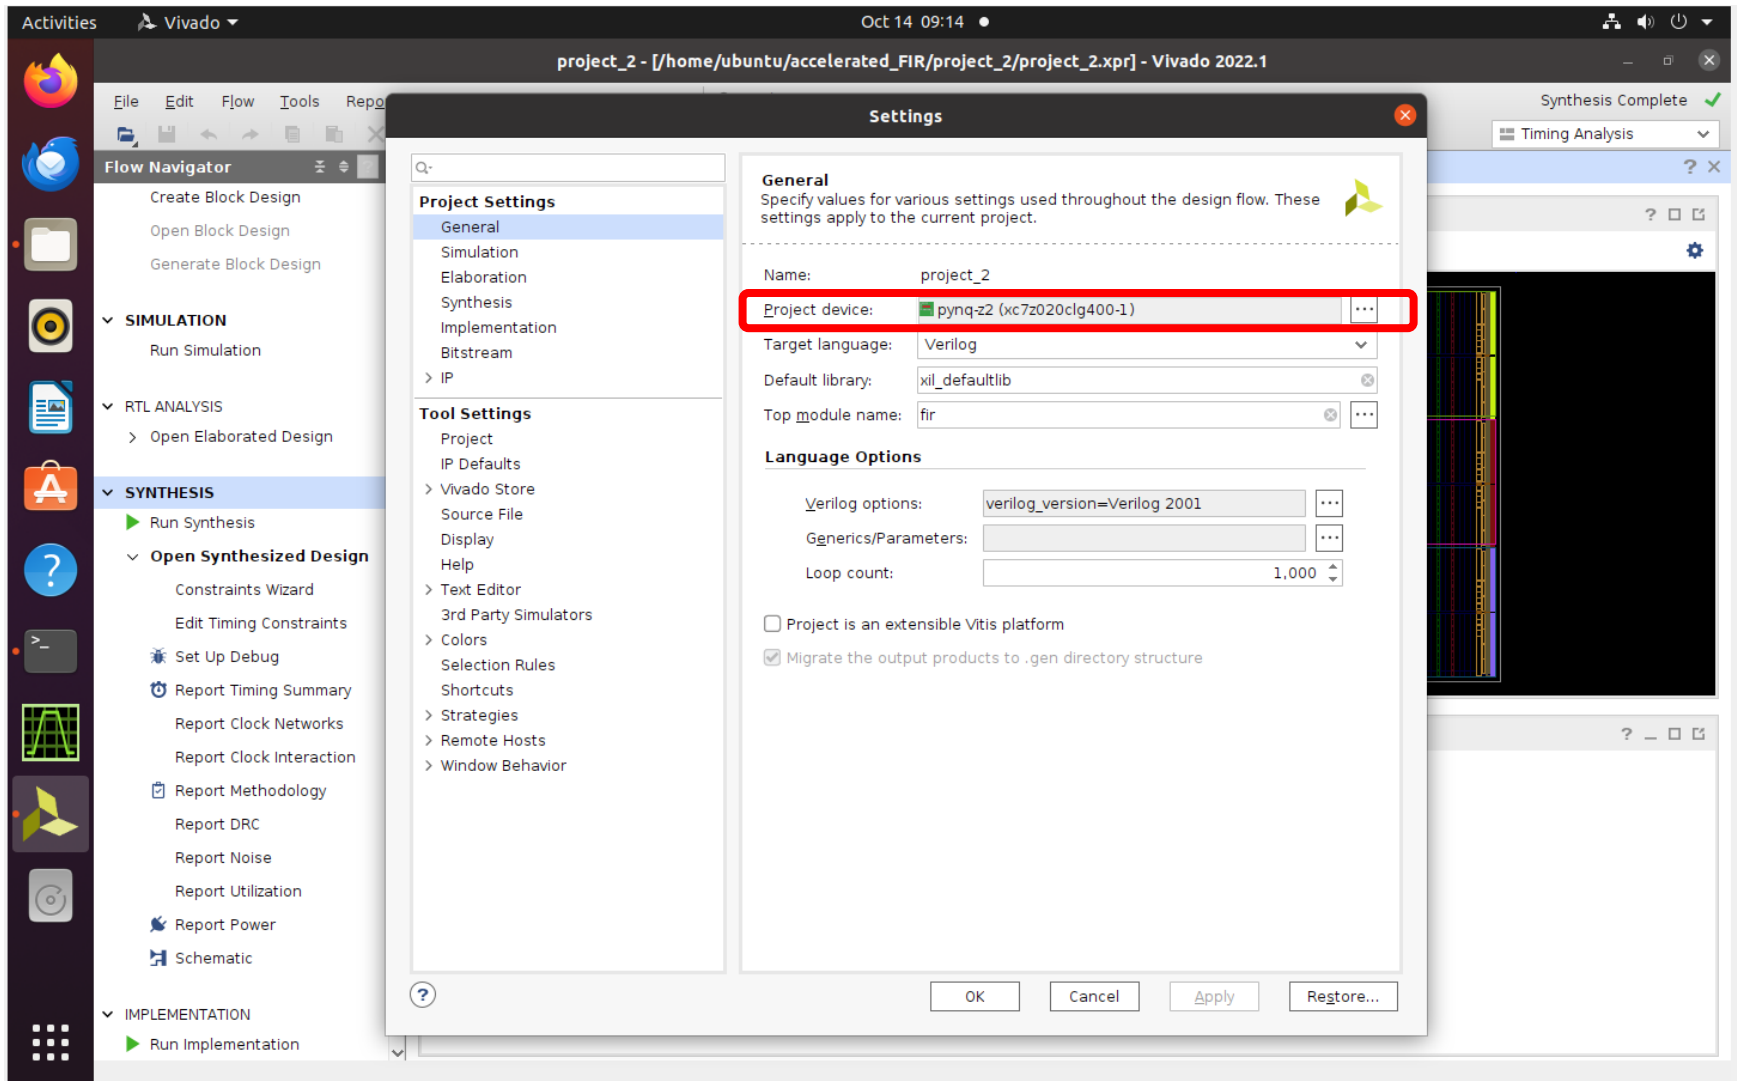 Activities
Vivado
Oct 14 09:14
project_2 - [/home/ubuntu/accelerated_FIR/project_2/project_2.xpr] - Vivado 2022.1
File Edit Flow Tools Repo
Synthesis Complete
Timing Analysis
Flow Navigator
Create Block Design
Open Block Design
Generate Block Design
SIMULATION
Run Simulation
RTL ANALYSIS
Open Elaborated Design
SYNTHESIS
Run Synthesis
Open Synthesized Design
Constraints Wizard
Edit Timing Constraints
Set Up Debug
Report Timing Summary
Report Clock Networks
Report Clock Interaction
Report Methodology
Report DRC
Report Noise
Report Utilization
Report Power
Schematic
IMPLEMENTATION
Run Implementation
Settings
Project Settings
General
Simulation
Elaboration
Synthesis
Implementation
Bitstream
IP
Tool Settings
Project
IP Defaults
Vivado Store
Source File
Display
Help
Text Editor
3rd Party Simulators
Colors
Selection Rules
Shortcuts
Strategies
Remote Hosts
Window Behavior
General
Specify values for various settings used throughout the design flow. These
settings apply to the current project.
Name: project_2
Project device: pynq-z2 (xc7z020clg400-1)
Target language: Verilog
Default library: xil_defaultlib
Top module name: fir
Language Options
Verilog options: verilog_version=Verilog 2001
Generics/Parameters:
Loop count: 1,000
Project is an extensible Vitis platform
Migrate the output products to .gen directory structure
OK
Cancel
Apply
Restore...